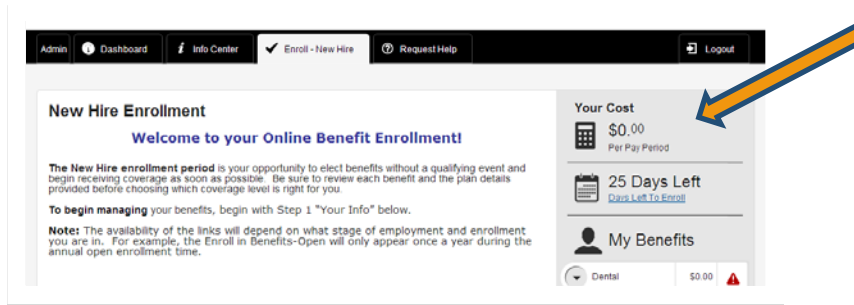 Admin Dashboard Info Center Enroll - New Hire Request Help Logout
New Hire Enrollment
Welcome to your Online Benefit Enrollment!
The New Hire enrollment period is your opportunity to elect benefits without a qualifying event and
begin receiving coverage as soon as possible. Be sure to review each benefit and the plan details
provided before choosing which coverage level is right for you.
To begin managing your benefits, begin with Step 1 "Your Info" below.
Note: The availability of the links will depend on what stage of employment and enrollment
you are in. For example, the Enroll in Benefits-Open will only appear once a year during the
annual open enrollment time.
Your Cost
$0.00
Per Pay Period
25 Days Left
Days Left To Enroll
My Benefits
Dental $0.00